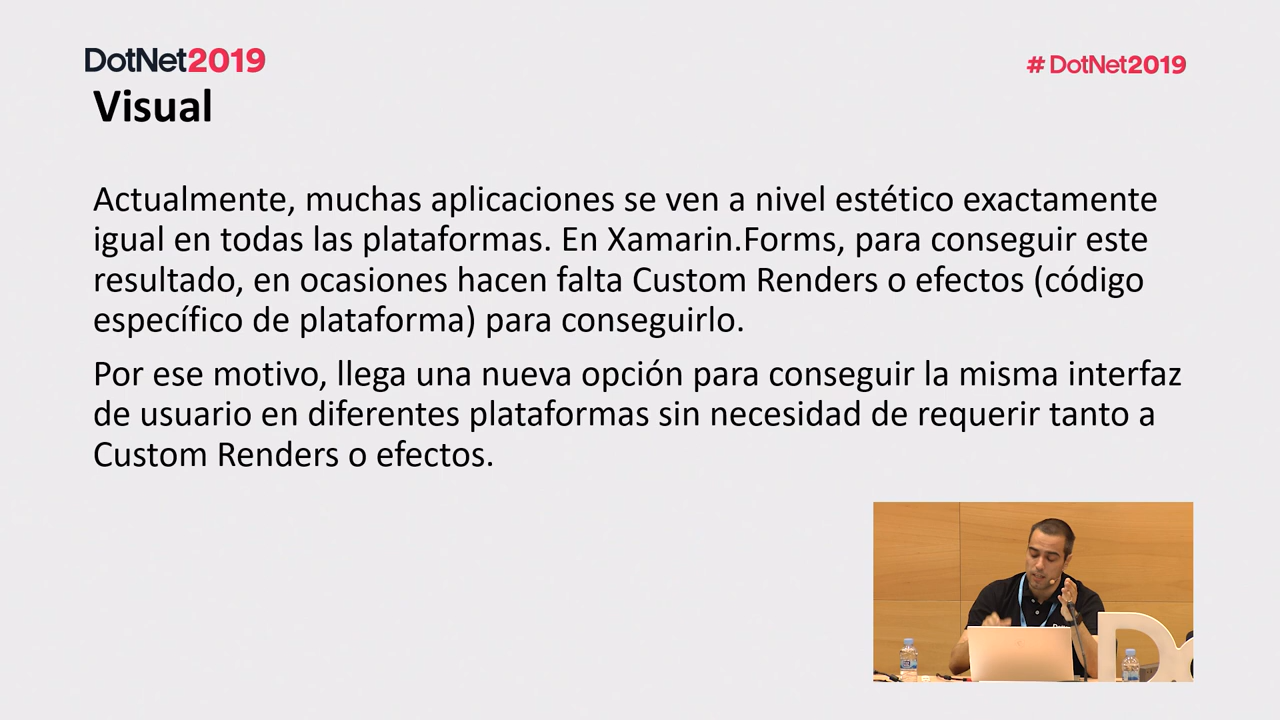 DotNet2019
# DotNet2019
Visual
Actualmente, muchas aplicaciones se ven a nivel estético exactamente
igual en todas las plataformas. En Xamarin.Forms, para conseguir este
resultado, en ocasiones hacen falta Custom Renders o efectos (código
específico de plataforma) para conseguirlo.
Por ese motivo, llega una nueva opción para conseguir la misma interfaz
de usuario en diferentes plataformas sin necesidad de requerir tanto a
Custom Renders o efectos.